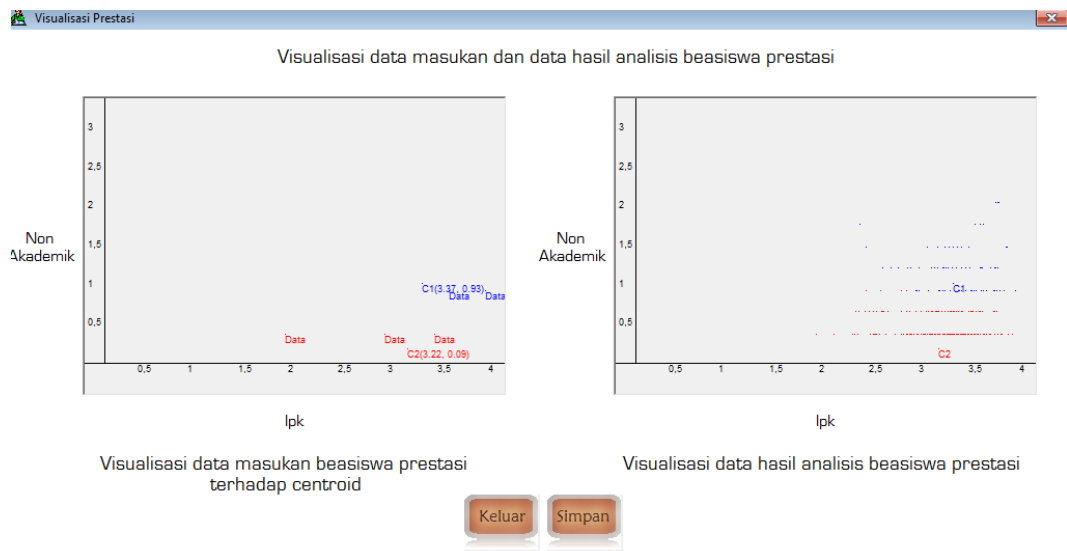 Visualisasi Prestasi
Visualisasi data masukan dan data hasil analisis beasiswa prestasi
3
2,5
2
1,5
1
0,5
Non
Akademik
C1(3.37, 0.93)
Data
Data
Data
Data
Data
C2(3.22, 0.09)
0,5
1
1,5
2
2,5
3
3,5
4
Ipk
Visualisasi data masukan beasiswa prestasi
terhadap centroid
3
2,5
2
1,5
1
0,5
Non
Akademik
C1
C2
0,5
1
1,5
2
2,5
3
3,5
4
Ipk
Visualisasi data hasil analisis beasiswa prestasi
Keluar
Simpan